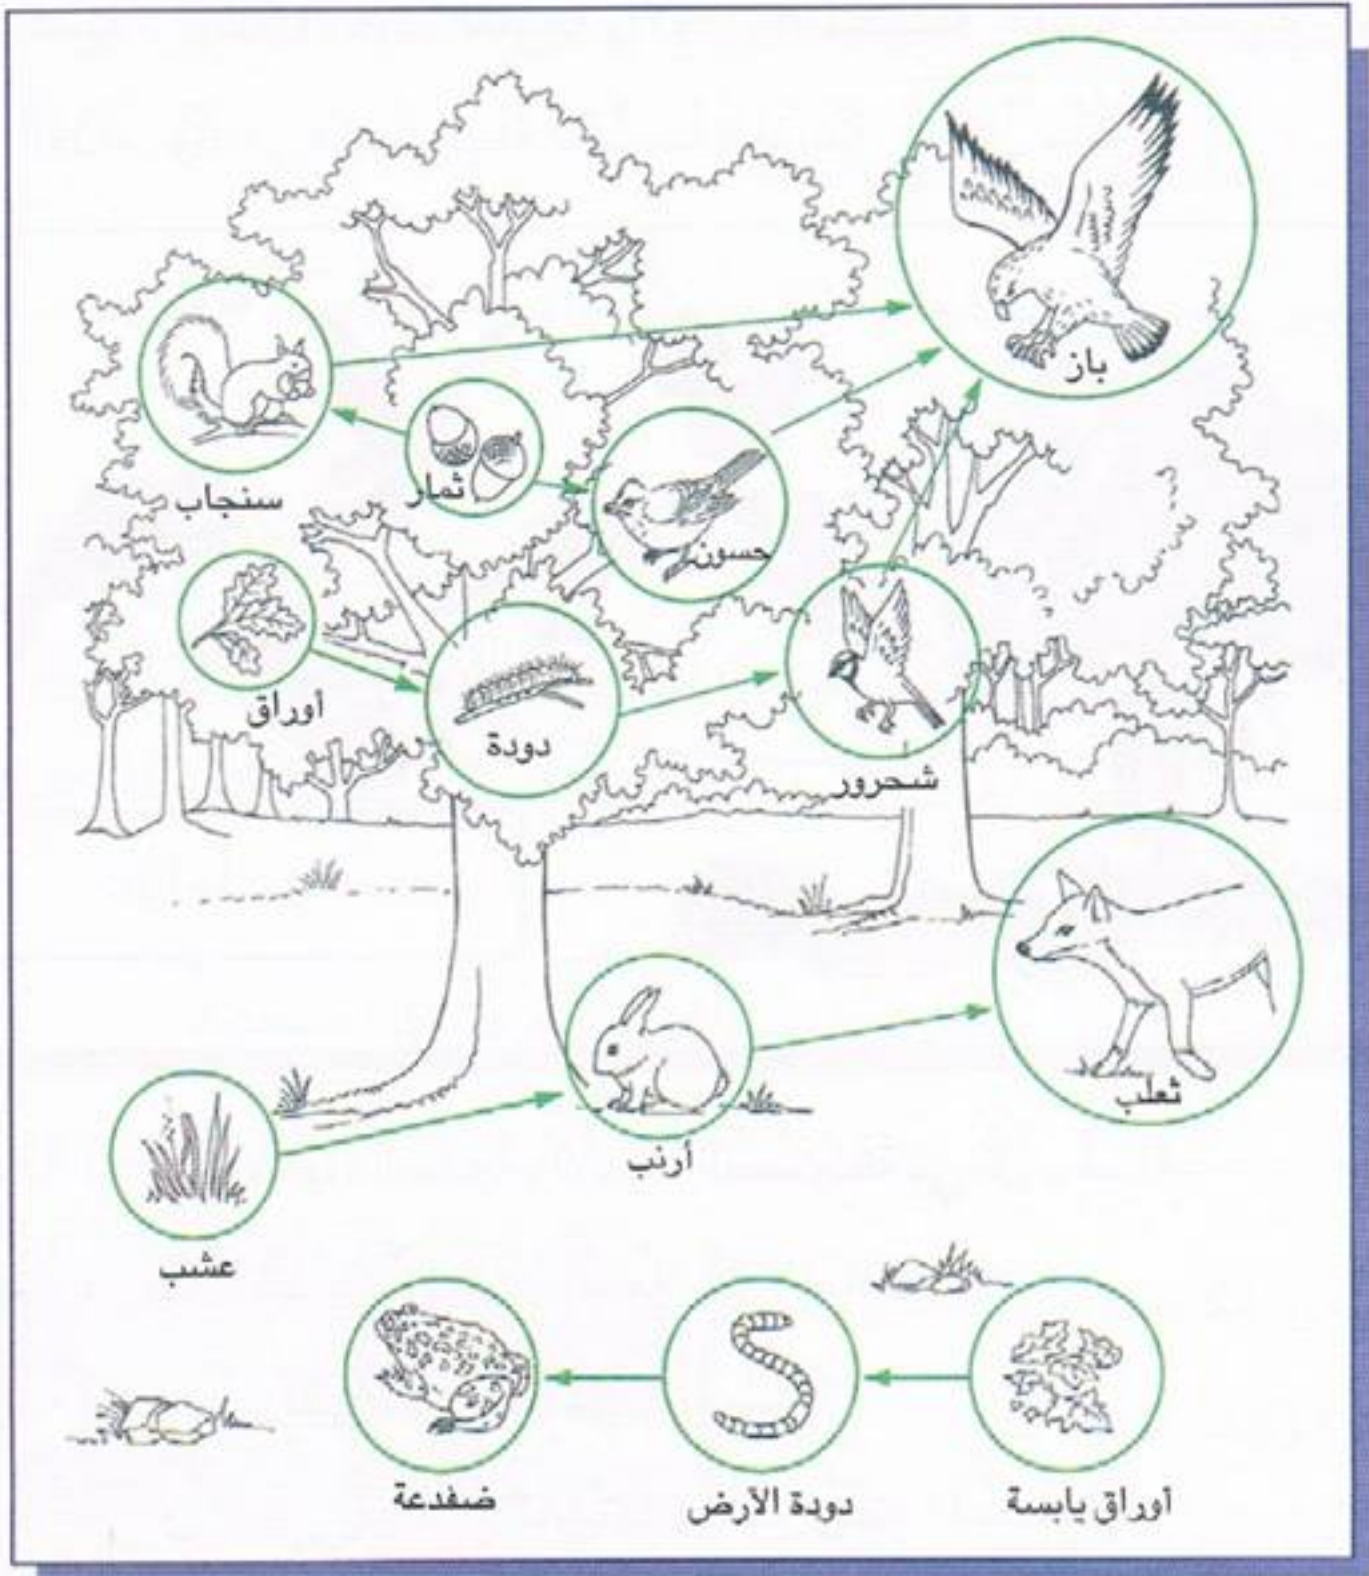 باز
سنجاب
ثمار
حسون
أوراق
دودة
شحرور
ثعلب
أرنب
عشب
ضفدعة
دودة الأرض
أوراق يابسة